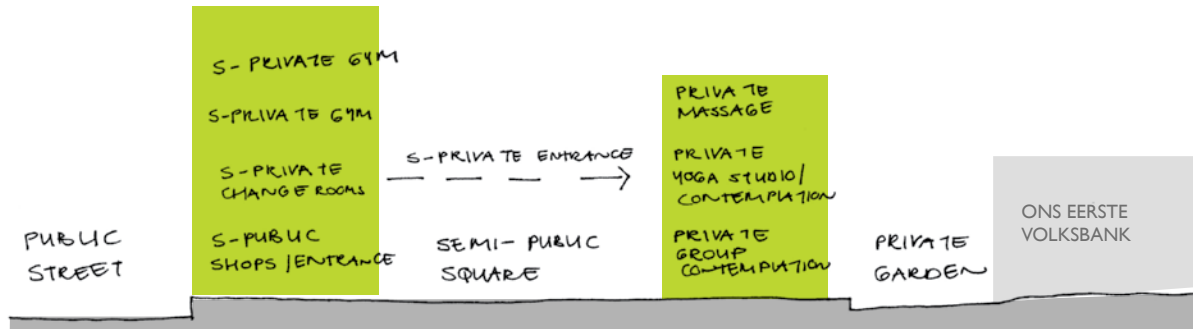 S-PRIVATE GYM
S-PRIVATE GYM
S-PRIVATE
CHANGE ROOMS
S-PUBLIC
SHOPS/ENTRANCE
PUBLIC
STREET
S-PRIVATE ENTRANCE
SEMI-PUBLIC
SQUARE
PRIVATE
MASSAGE
PRIVATE
YOGA STUDIO/
CONTEMPLATION
PRIVATE
GROUP
CONTEMPLATION
PRIVATE
GARDEN
ONS EERSTE
VOLKSBANK